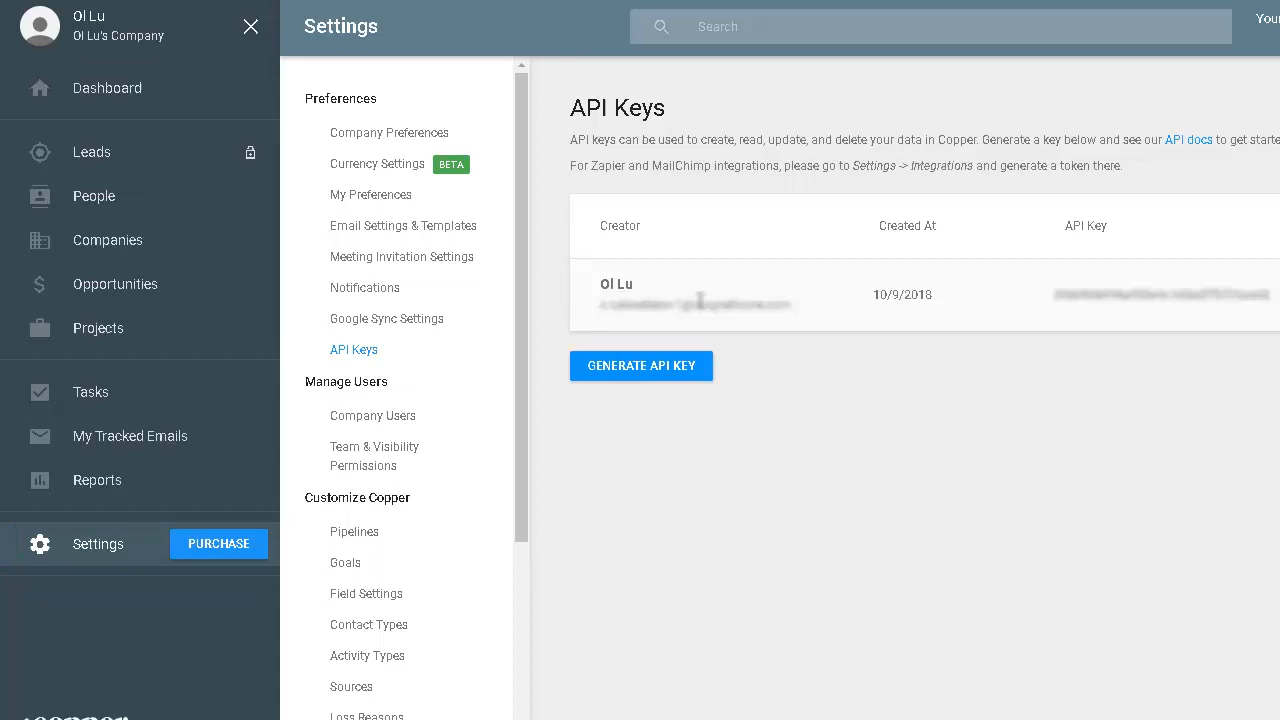 Ol Lu
Ol Lu's Company
Dashboard
Leads
People
Companies
Opportunities
Projects
Tasks
My Tracked Emails
Reports
Settings
PURCHASE
copper
Settings
Search
Your
Preferences
Company Preferences
Currency Settings BETA
My Preferences
Email Settings & Templates
Meeting Invitation Settings
Notifications
Google Sync Settings
API Keys
Manage Users
Company Users
Team & Visibility
Permissions
Customize Copper
Pipelines
Goals
Field Settings
Contact Types
Activity Types
Sources
Loss Reasons
API Keys
API keys can be used to create, read, update, and delete your data in Copper. Generate a key below and see our API docs to get starte
For Zapier and MailChimp integrations, please go to Settings -> Integrations and generate a token there.
Creator Created At API Key
Ol Lu
10/9/2018
GENERATE API KEY